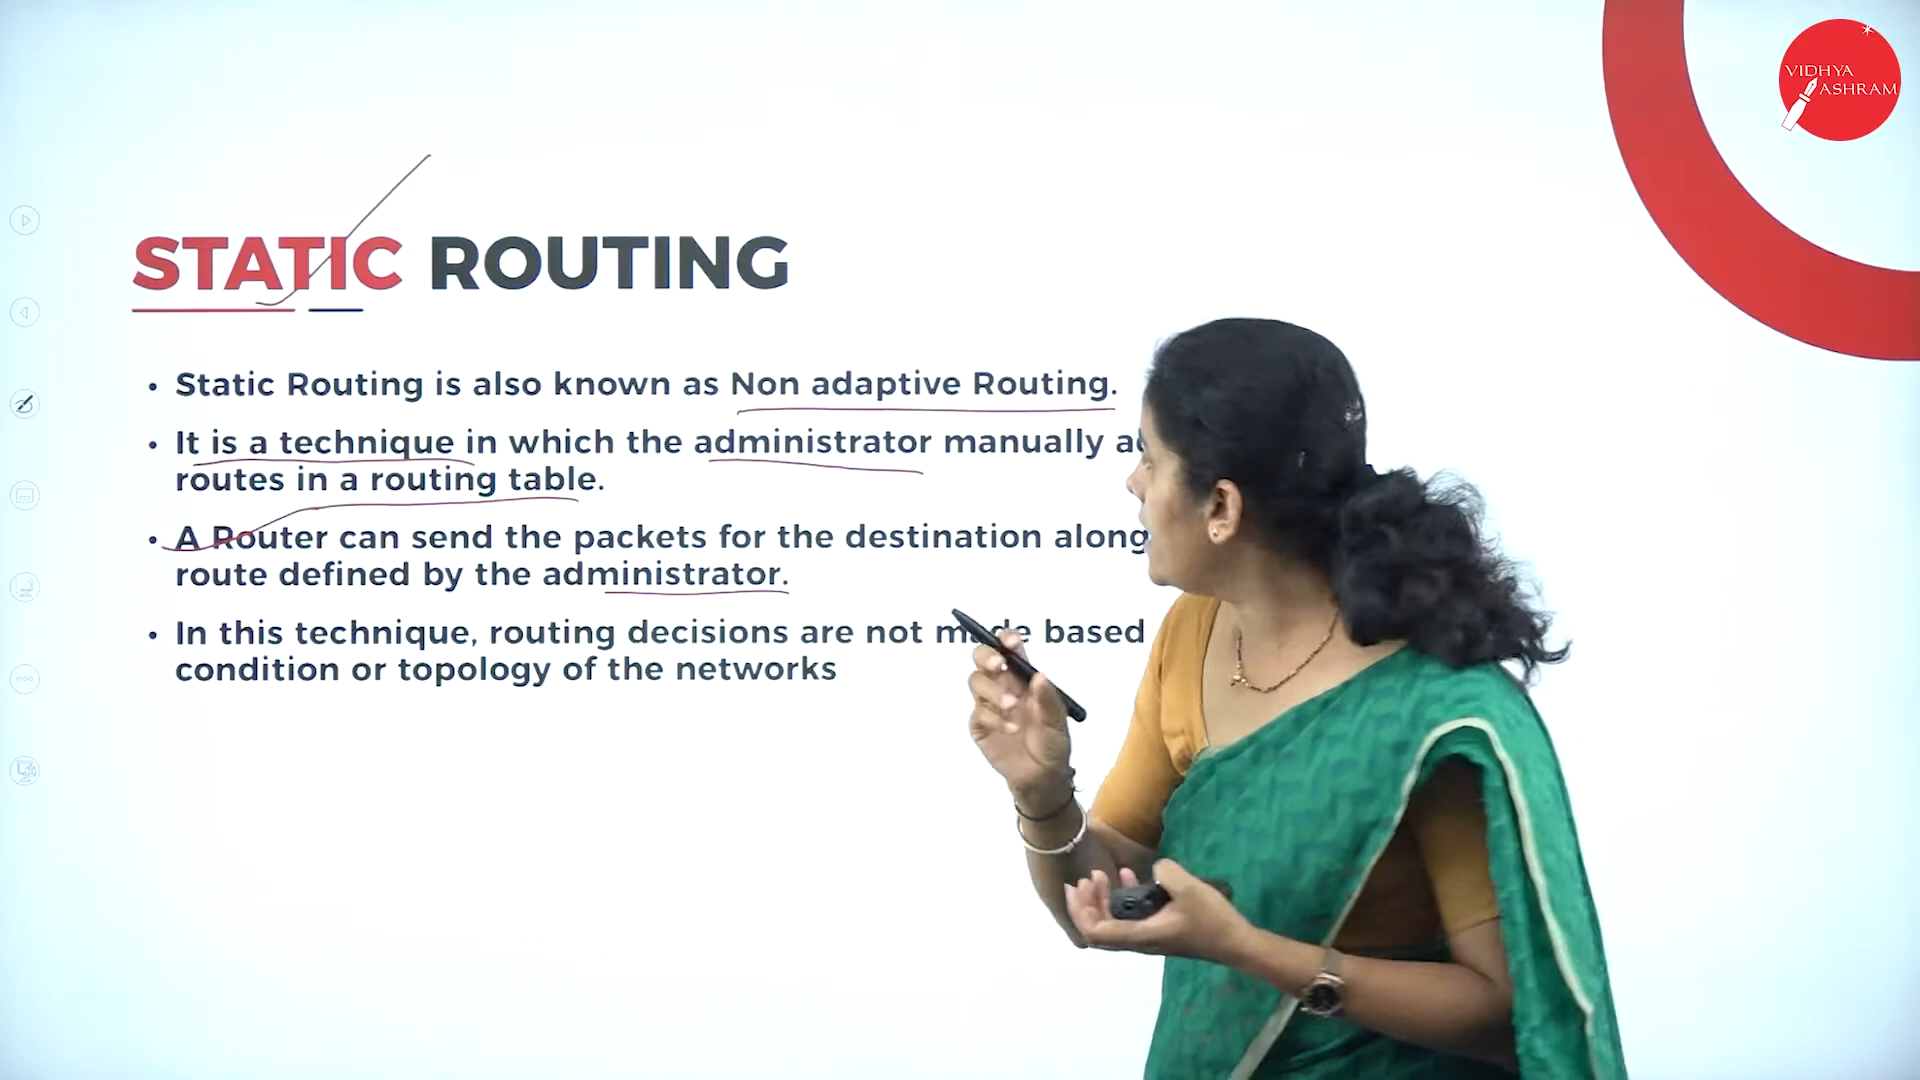 VIDHYA
ASHRAM
STATIC ROUTING
• Static Routing is also known as Non adaptive Routing.
• It is a technique in which the administrator manually
routes in a routing table.
• A Router can send the packets for the destination along
route defined by the administrator.
• In this technique, routing decisions are not made based
condition or topology of the networks